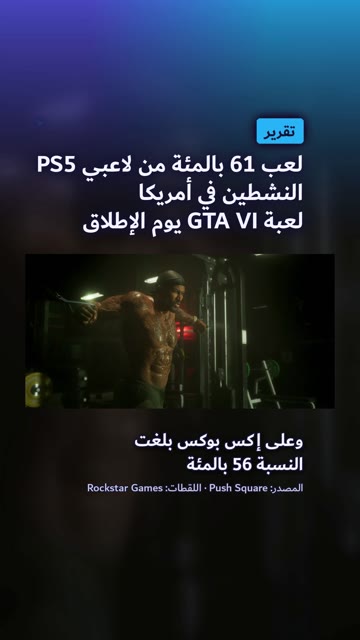 تقرير
لعب 61 بالمئة من لاعبي PS5
النشطين في أمريكا
لعبة GTA VI يوم الإطلاق
وعلى إكس بوكس بلغت
النسبة 56 بالمئة
المصدر: Push Square · اللقطات: Rockstar Games